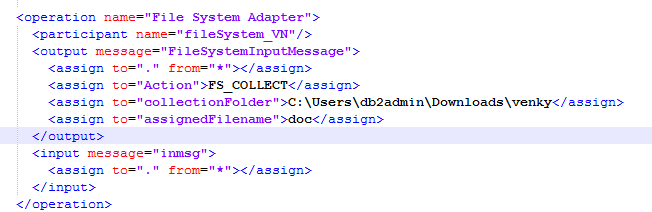 <operation name="File System Adapter">
<participant name="fileSystem_VN"/>
<output message="FileSystemInputMessage">
<assign to="." from="*"></assign>
<assign to="Action">FS_COLLECT</assign>
<assign to="collectionFolder">C:\Users\db2admin\Downloads\venky</assign>
<assign to="assignedFilename">doc</assign>
</output>
<input message="inmsg">
<assign to="." from="*"></assign>
</input>
</operation>